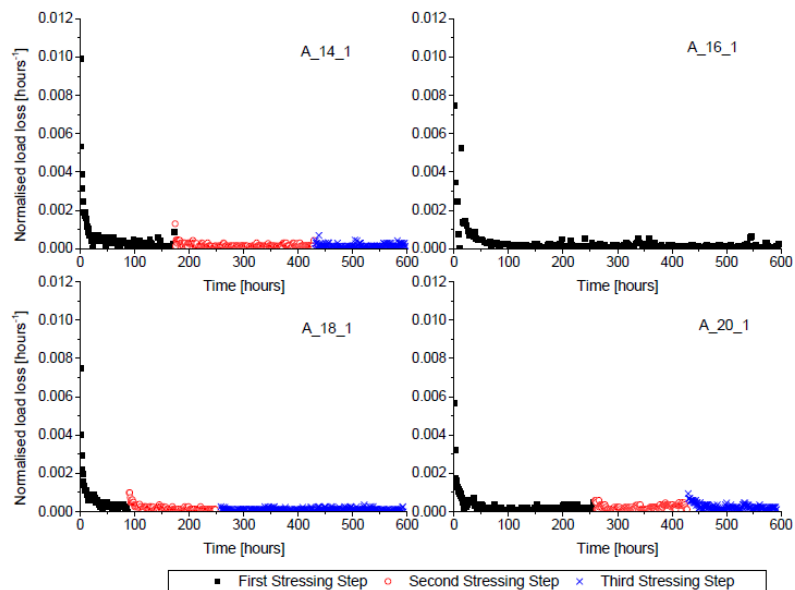 A_14_1
0.012
0.010
0.008
0.006
0.004
0.002
0.000
Normalised load loss [hours⁻¹]
0 100 200 300 400 500 600
Time [hours]
A_16_1
0.012
0.010
0.008
0.006
0.004
0.002
0.000
0 100 200 300 400 500 600
Time [hours]
A_18_1
0.012
0.010
0.008
0.006
0.004
0.002
0.000
Normalised load loss [hours⁻¹]
0 100 200 300 400 500 600
Time [hours]
A_20_1
0.012
0.010
0.008
0.006
0.004
0.002
0.000
0 100 200 300 400 500 600
Time [hours]
First Stressing Step Second Stressing Step Third Stressing Step